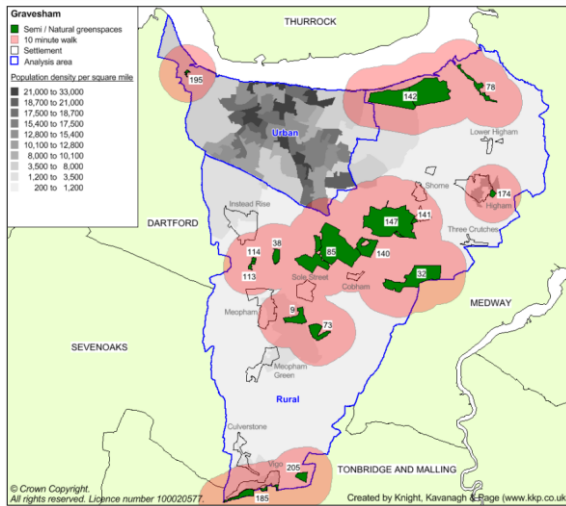 Gravesham
Semi / Natural greenspaces
10 minute walk
Settlement
Analysis area
Population density per square mile
21,000 to 33,000
18,700 to 21,000
17,500 to 18,700
15,400 to 17,500
12,800 to 15,400
10,100 to 12,800
8,000 to 10,100
3,500 to 8,000
1,200 to 3,500
200 to 1,200
THURROCK
195
142
78
Urban
Lower Higham
Shorne
174
Higham
Instead Rise
147
141
DARTFORD
Three Crutches
38
114
85
140
113
32
Sole Street
Cobham
MEDWAY
Meopham
9
73
SEVENOAKS
Meopham
Green
Rural
Culverstone
Vigo
205
TONBRIDGE AND MALLING
185
© Crown Copyright.
All rights reserved. Licence number 100020577.
Created by Knight, Kavanagh & Page (www.kkp.co.uk